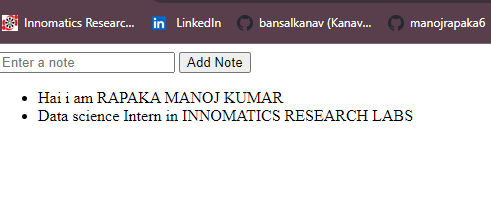 Innomatics Researc...
LinkedIn
bansalkanav (Kanav...
manojrapaka6
Enter a note
Add Note
Hai i am RAPAKA MANOJ KUMAR
Data science Intern in INNOMATICS RESEARCH LABS